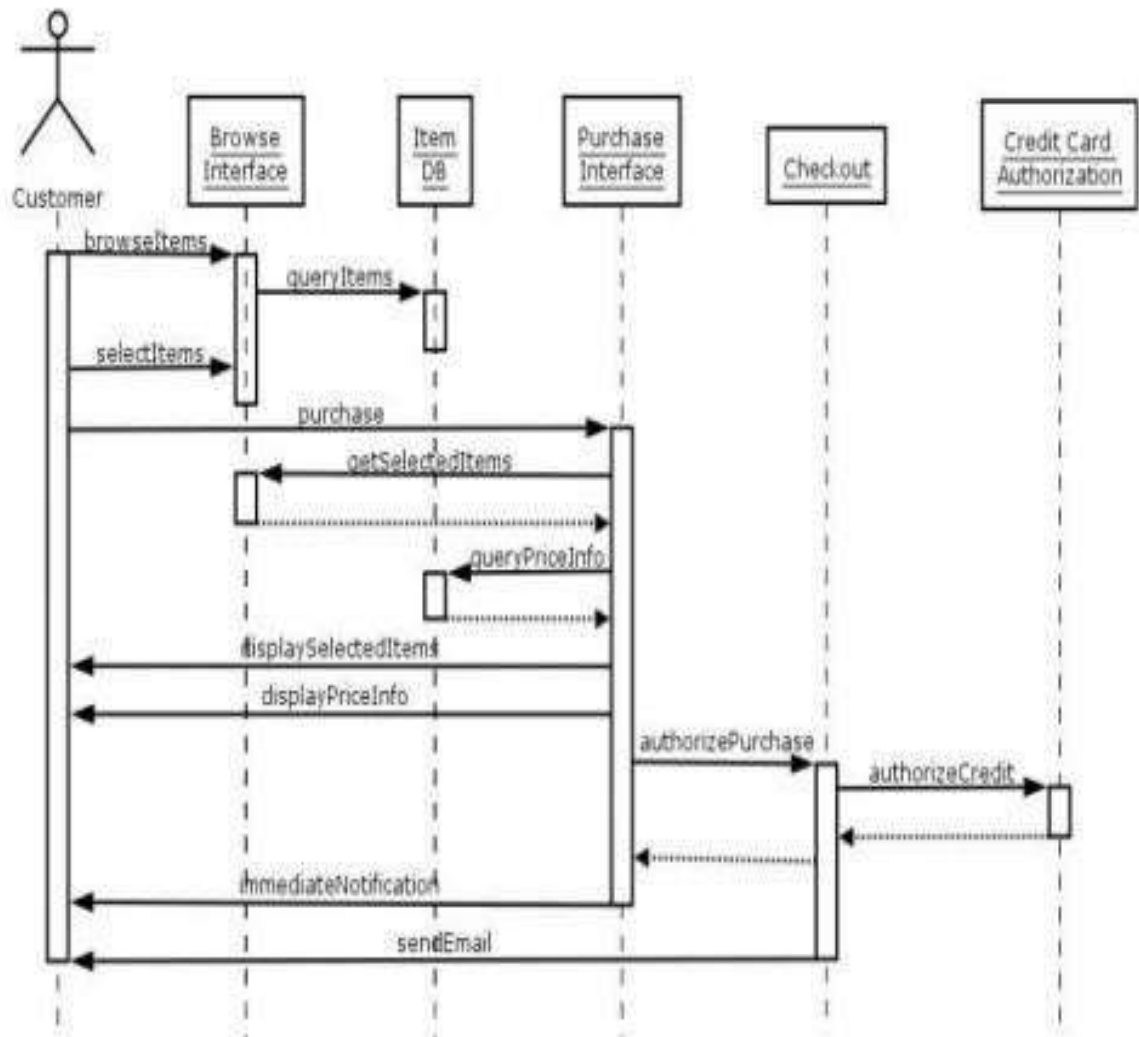 Customer
Browse
Interface
Item
DB
Purchase
Interface
Checkout
Credit Card
Authorization
browseItems
queryItems
selectItems
purchase
getSelectedItems
queryPriceInfo
displaySelectedItems
displayPriceInfo
authorizePurchase
authorizeCredit
immediateNotification
sendEmail